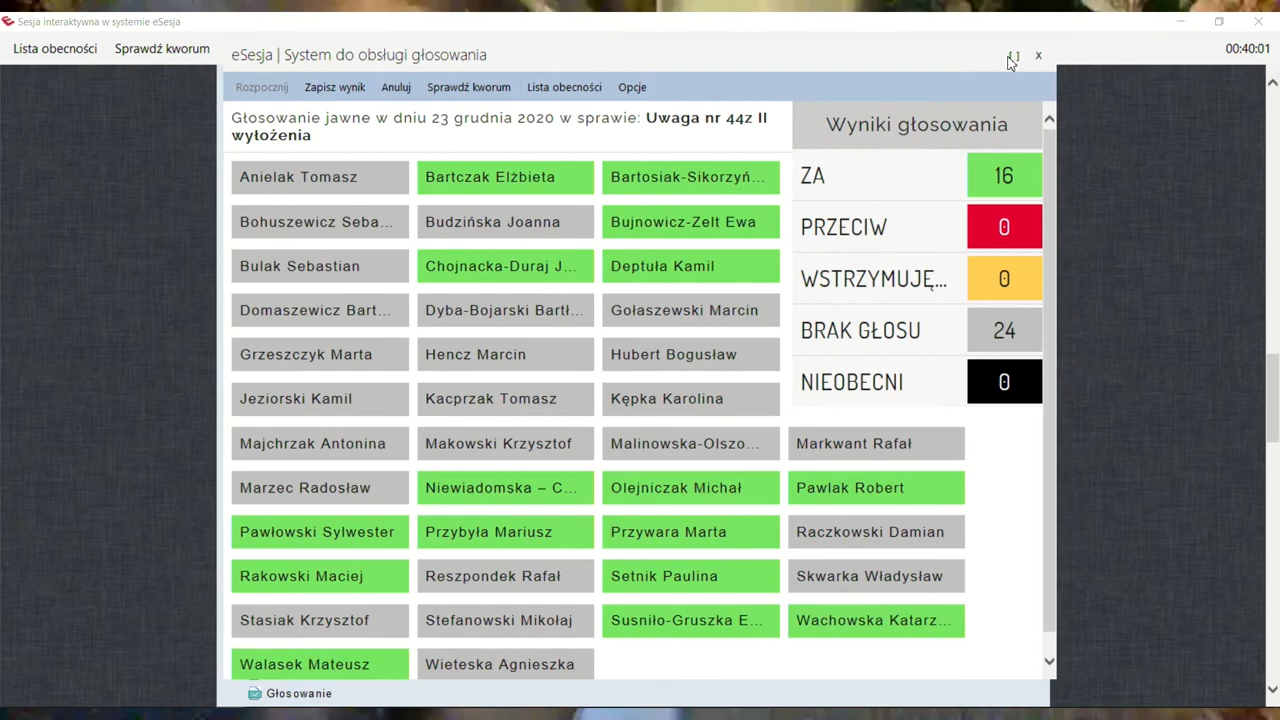 Sesja interaktywna w systemie eSesja
Lista obecności Sprawdź kworum 00:40:01
eSesja | System do obsługi głosowania [ ] x
Rozpocznij Zapisz wynik Anuluj Sprawdź kworum Lista obecności Opcje
Głosowanie jawne w dniu 23 grudnia 2020 w sprawie: Uwaga nr 44z II
wyłożenia
Wyniki głosowania
ZA 16
PRZECIW 0
WSTRZYMUJĘ... 0
BRAK GŁOSU 24
NIEOBECNI 0
Anielak Tomasz Bartczak Elżbieta Bartosiak-Sikorzyń...
Bohuszewicz Seba... Budzińska Joanna Bujnowicz-Zelt Ewa
Bulak Sebastian Chojnacka-Duraj J... Deptuła Kamil
Domaszewicz Bart... Dyba-Bojarski Bartł... Gołaszewski Marcin
Grzeszczyk Marta Hencz Marcin Hubert Bogusław
Jeziorski Kamil Kacprzak Tomasz Kępka Karolina
Majchrzak Antonina Makowski Krzysztof Malinowska-Olszo... Markwant Rafał
Marzec Radosław Niewiadomska – C... Olejniczak Michał Pawlak Robert
Pawłowski Sylwester Przybyła Mariusz Przywara Marta Raczkowski Damian
Rakowski Maciej Reszpondek Rafał Setnik Paulina Skwarka Władysław
Stasiak Krzysztof Stefanowski Mikołaj Susniło-Gruszka E... Wachowska Katarz...
Walasek Mateusz Wieteska Agnieszka
Głosowanie